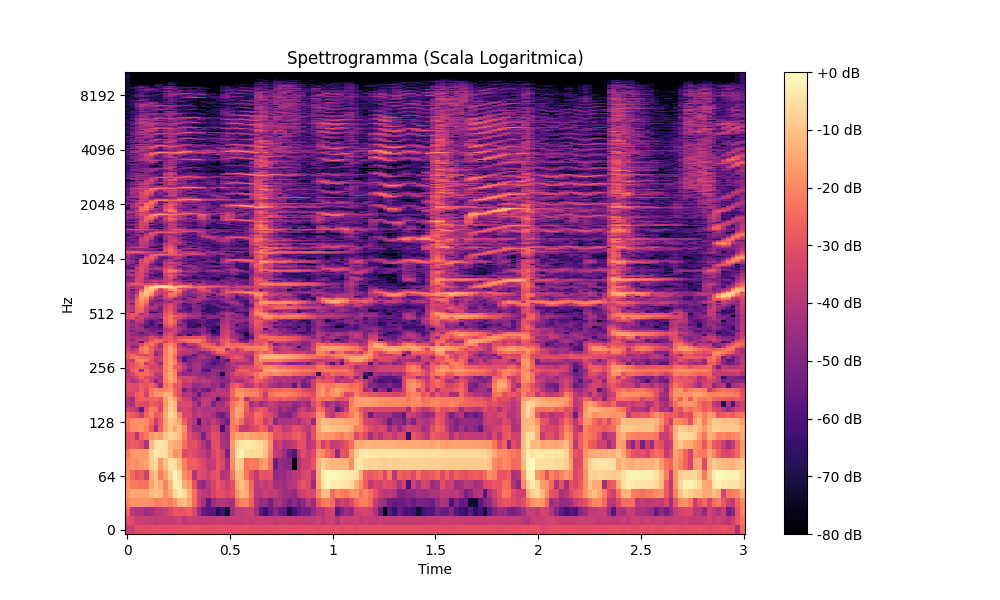 Spettrogramma (Scala Logaritmica)
Hz
8192
4096
2048
1024
512
256
128
64
0
0 0.5 1 1.5 2 2.5 3
Time
+0 dB
-10 dB
-20 dB
-30 dB
-40 dB
-50 dB
-60 dB
-70 dB
-80 dB